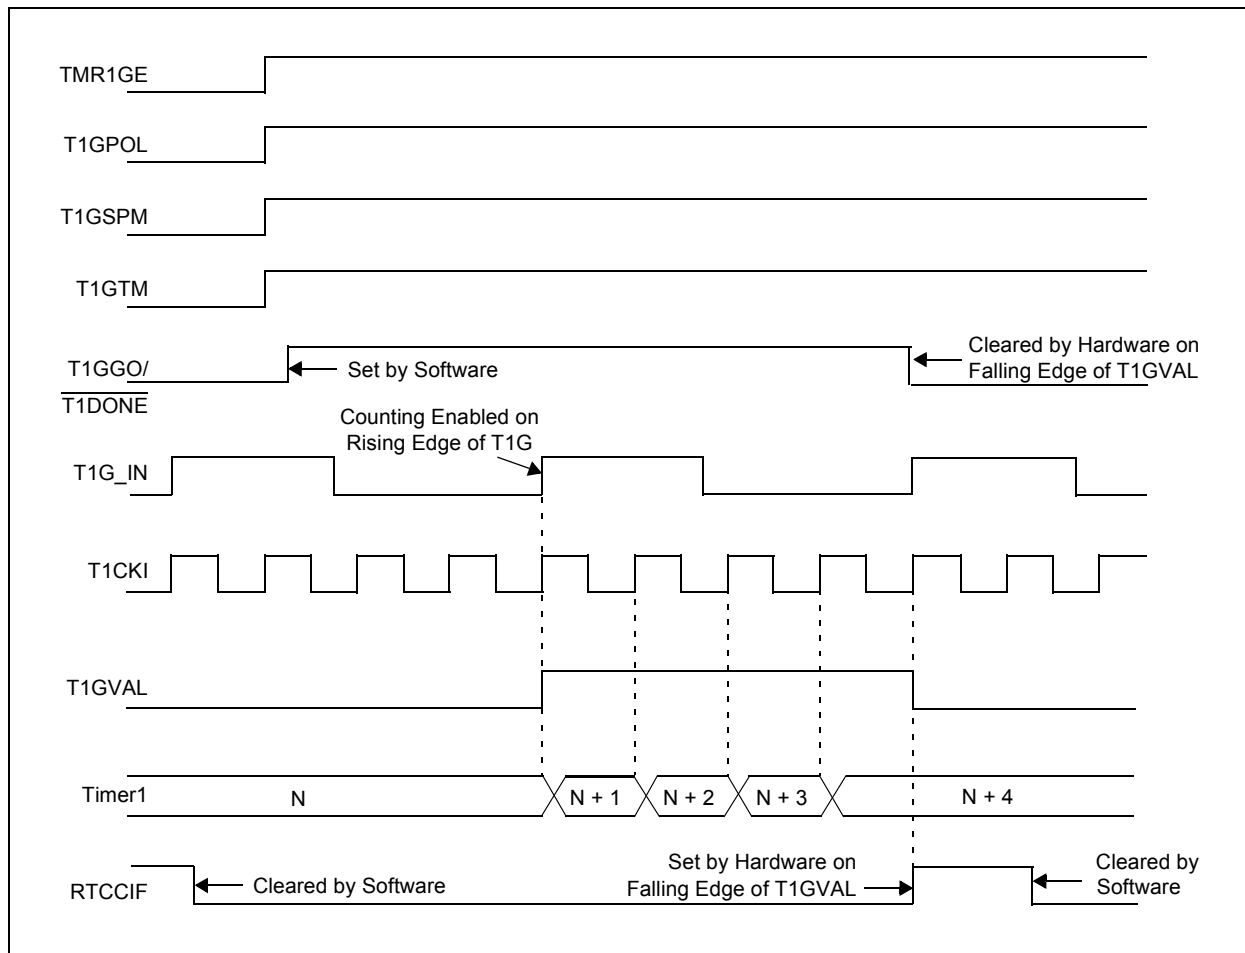 TMR1GE
T1GPOL
T1GSPM
T1GTM
T1GGO/
T1DONE
Set by Software
Cleared by Hardware on
Falling Edge of T1GVAL
Counting Enabled on
Rising Edge of T1G
T1G_IN
T1CKI
T1GVAL
Timer1
N
N + 1
N + 2
N + 3
N + 4
RTCCIF
Cleared by Software
Set by Hardware on
Falling Edge of T1GVAL
Cleared by
Software